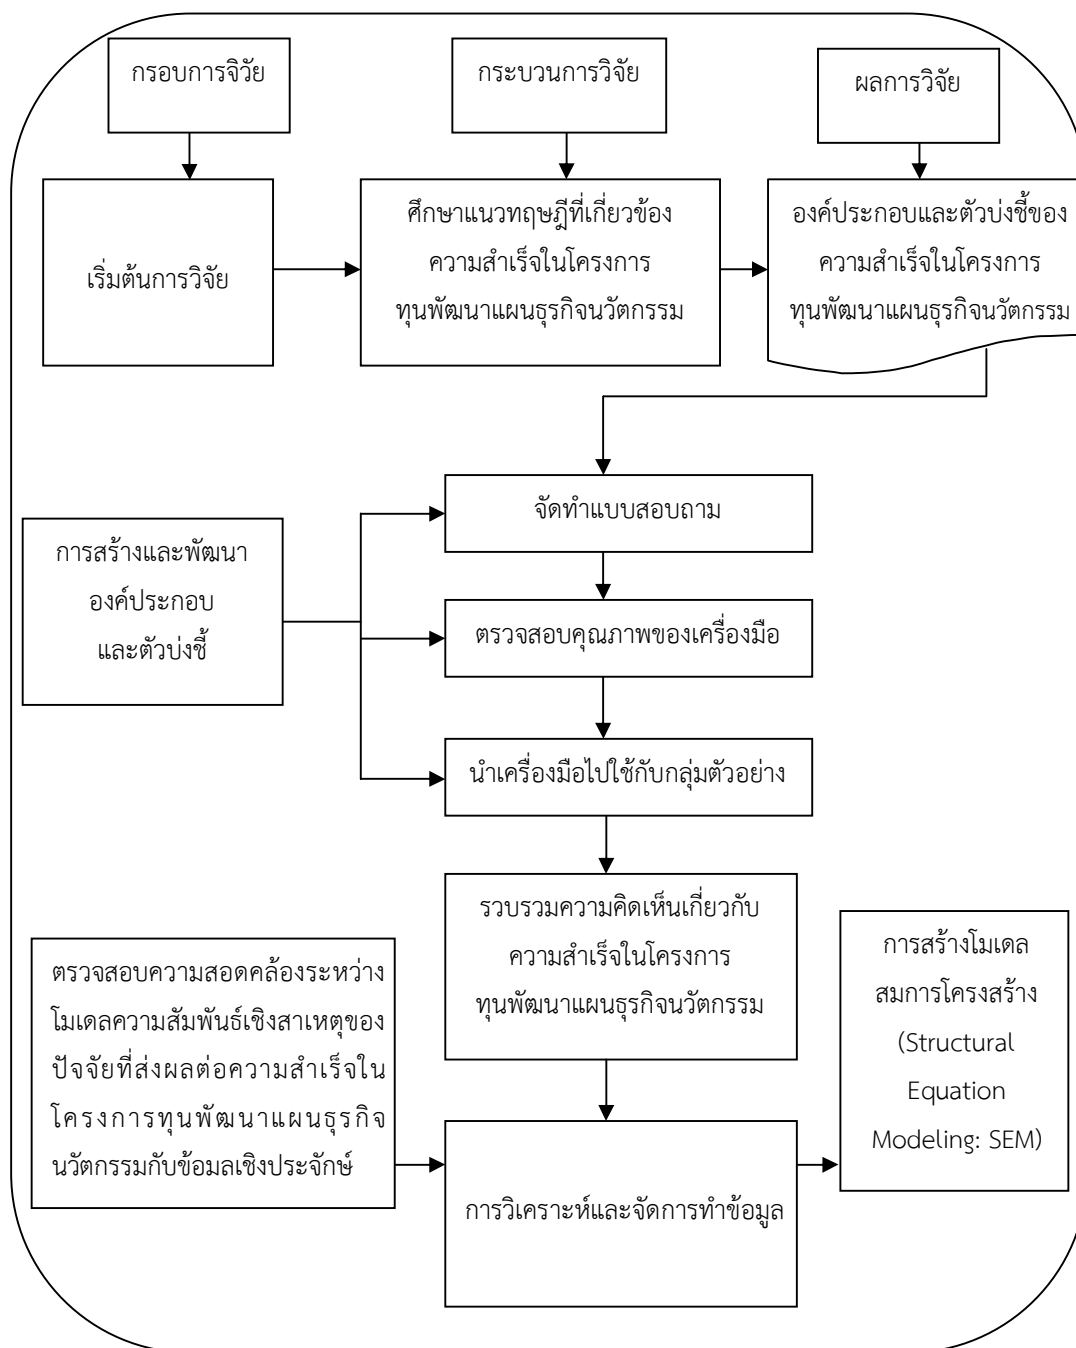 กรอบการจิวัย
กระบวนการวิจัย
ผลการวิจัย
เริ่มต้นการวิจัย
ศึกษาแนวทฤษฎีที่เกี่ยวข้อง
ความสำเร็จในโครงการ
ทุนพัฒนาแผนธุรกิจนวัตกรรม
องค์ประกอบและตัวบ่งชี้ของ
ความสำเร็จในโครงการ
ทุนพัฒนาแผนธุรกิจนวัตกรรม
จัดทำแบบสอบถาม
การสร้างและพัฒนา
องค์ประกอบ
และตัวบ่งชี้
ตรวจสอบคุณภาพของเครื่องมือ
นำเครื่องมือไปใช้กับกลุ่มตัวอย่าง
รวบรวมความคิดเห็นเกี่ยวกับ
ความสำเร็จในโครงการ
ทุนพัฒนาแผนธุรกิจนวัตกรรม
ตรวจสอบความสอดคล้องระหว่าง
โมเดลความสัมพันธ์เชิงสาเหตุของ
ปัจจัยที่ส่งผลต่อความสำเร็จใน
โครงการทุนพัฒนาแผนธุรกิจ
นวัตกรรมกับข้อมลเชิงประจักษ์
การวิเคราะห์และจัดการทำข้อมูล
การสร้างโมเดล
สมการโครงสร้าง
(Structural
Equation
Modeling: SEM)